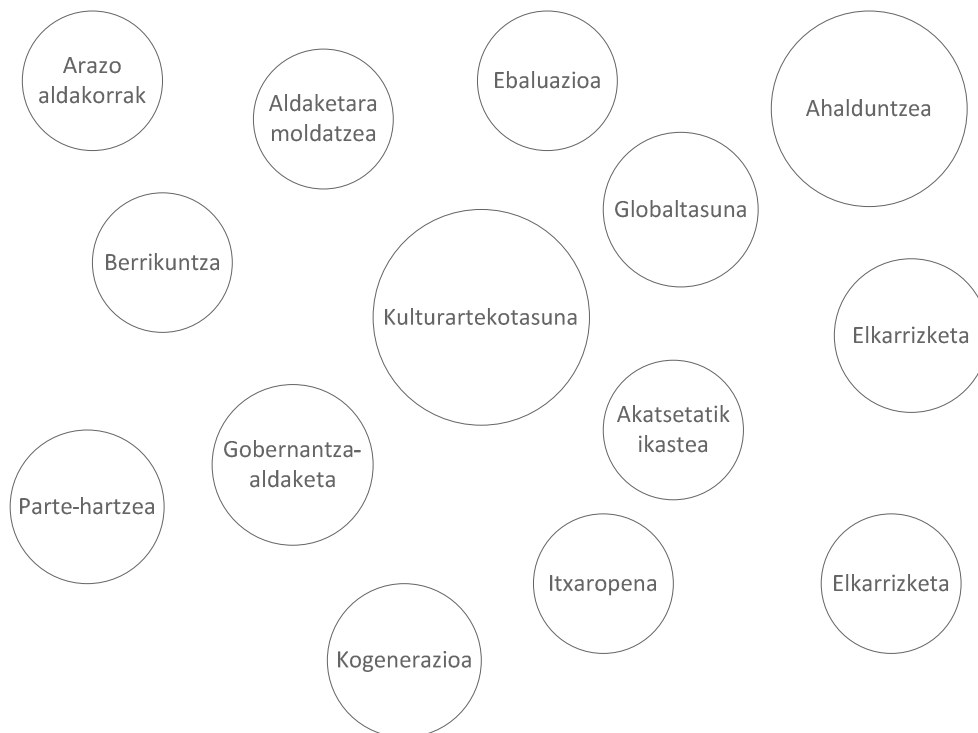 Arazo
aldakorrak
Aldaketara
moldatzea
Ebaluazioa
Ahalduntzea
Globaltasuna
Berrikuntza
Kulturartekotasuna
Elkarrizketa
Akatsetatik
ikastea
Gobernantza-
aldaketa
Parte-hartzea
Itxaropena
Elkarrizketa
Kogenerazioa